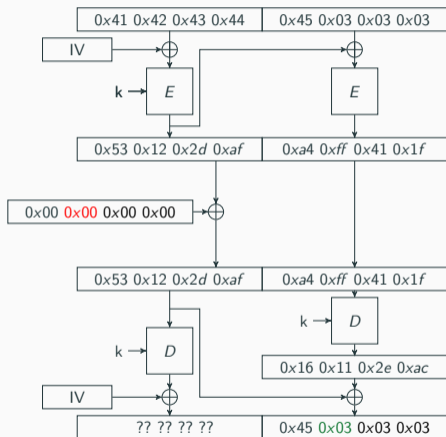 0x41 0x42 0x43 0x44 0x45 0x03 0x03 0x03
IV
k E E
0x53 0x12 0x2d 0xaf 0xa4 0xff 0x41 0x1f
0x00 0x00 0x00 0x00
0x53 0x12 0x2d 0xaf 0xa4 0xff 0x41 0x1f
k D
k D
0x16 0x11 0x2e 0xac
IV
?? ?? ?? ?? 0x45 0x03 0x03 0x03